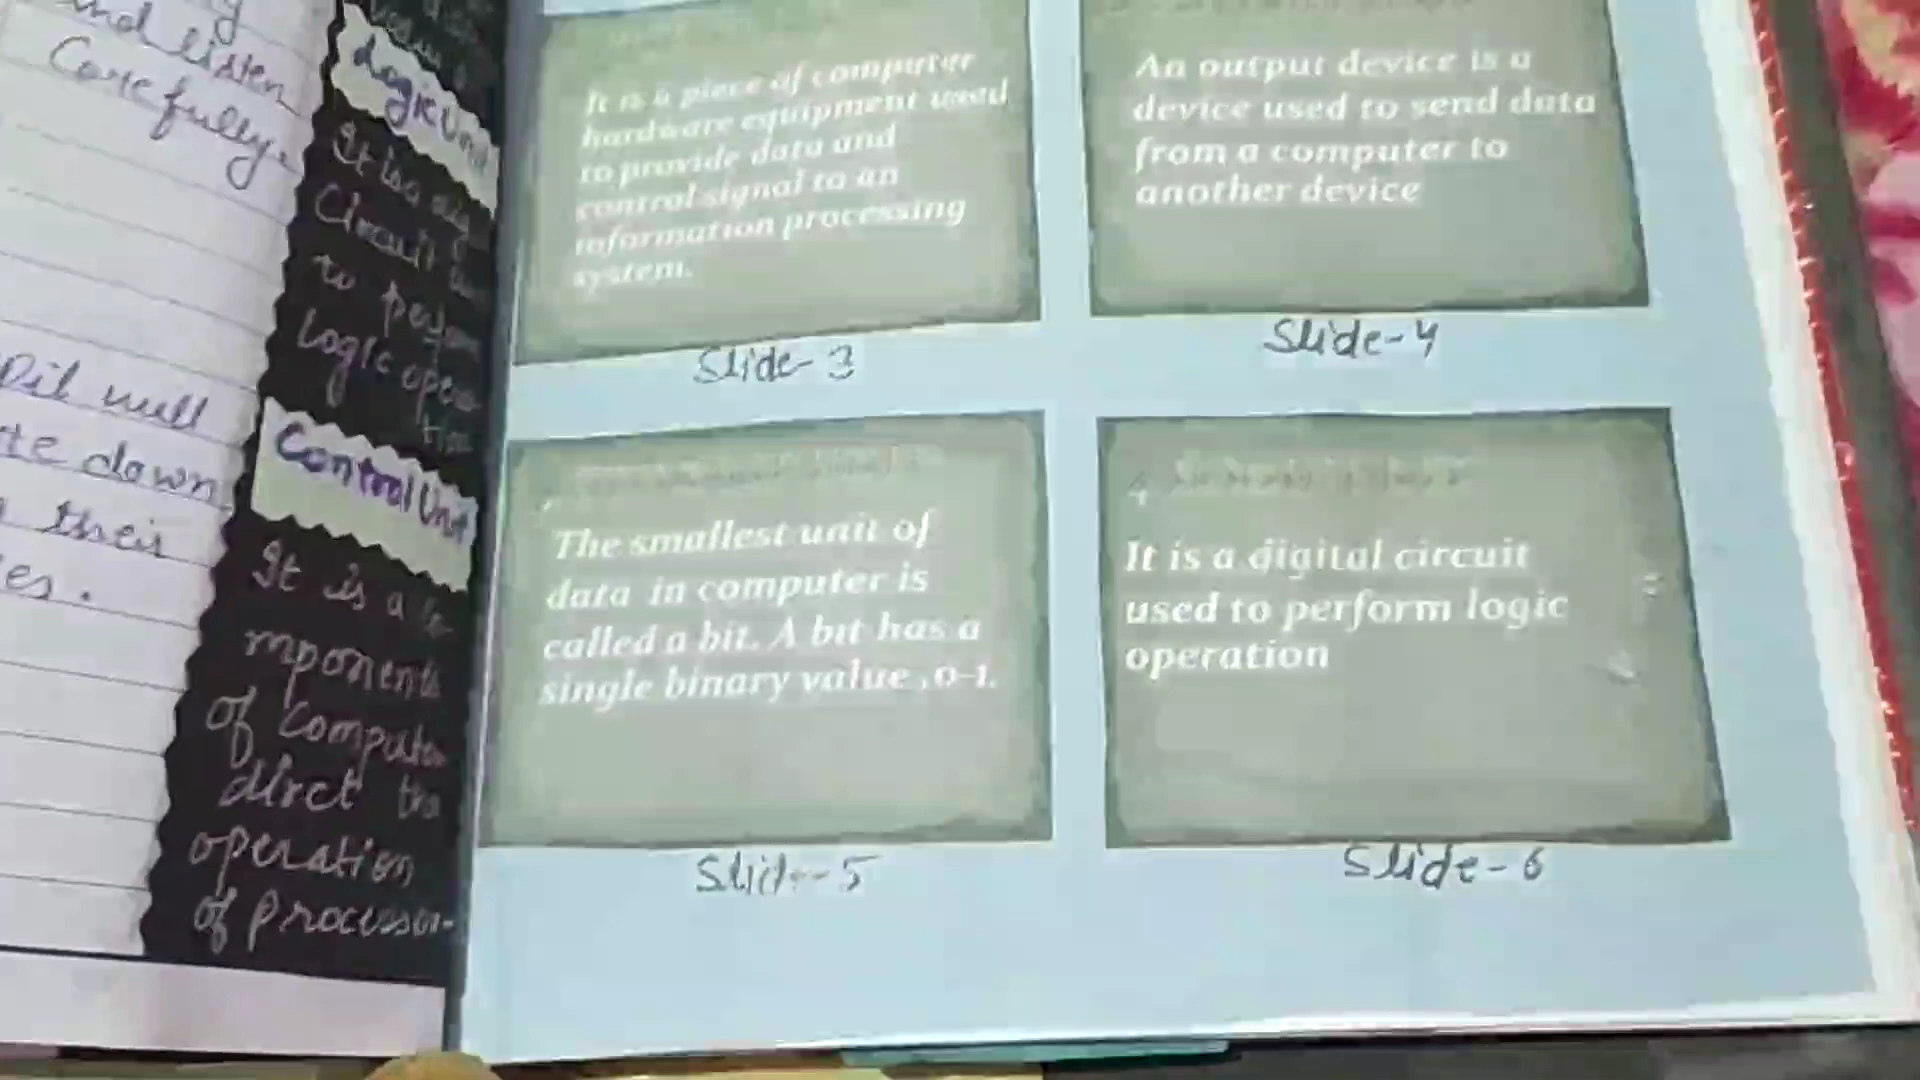 and listen
Carefully.
will
down
their
Logic Unit
It is a
Circuit
to perform
Logic opera
tion
Control Unit
It is a Co
mponents
of Computer
dirct the
operation
of processor
It is a piece of computer
hardware equipment used
to provide data and
control signal to an
information processing
system.
Slide-3
An output device is a
device used to send data
from a computer to
another device
Slide-4
The smallest unit of
data in computer is
called a bit. A bit has a
single binary value ,0-1.
Slide-5
It is a digital circuit
used to perform logic
operation
Slide-6